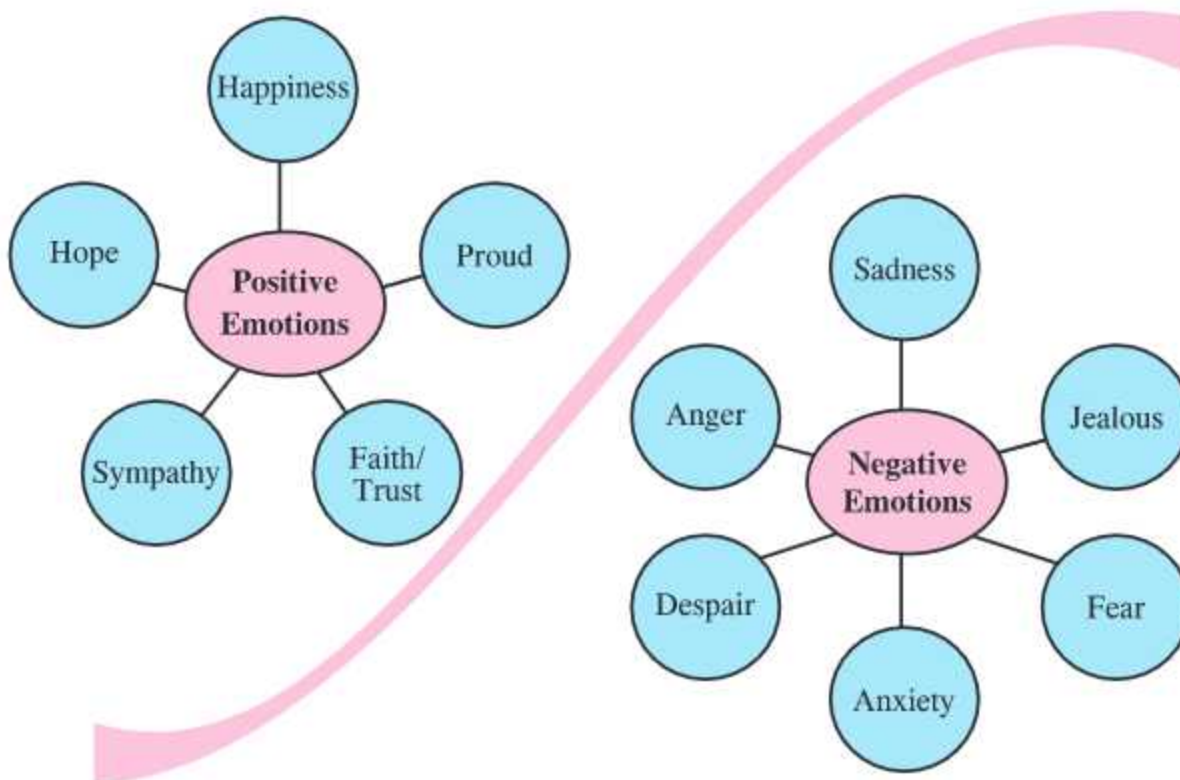 Happiness
Hope
Proud
Positive
Emotions
Sympathy
Faith/
Trust
Sadness
Anger
Jealous
Negative
Emotions
Despair
Fear
Anxiety